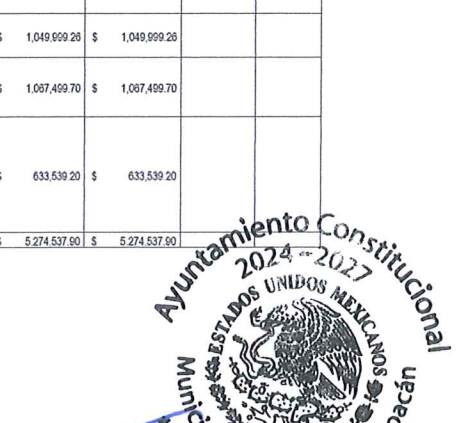 $ 1,049,999.26 $ 1,049,999.26
$ 1,067,499.70 $ 1,067,499.70
$ 633,539.20 $ 633,539.20
$ 5,274,537.90 $ 5,274,537.90
Ayuntamiento Constitucional
2024 - 2027
ESTADOS UNIDOS MEXICANOS